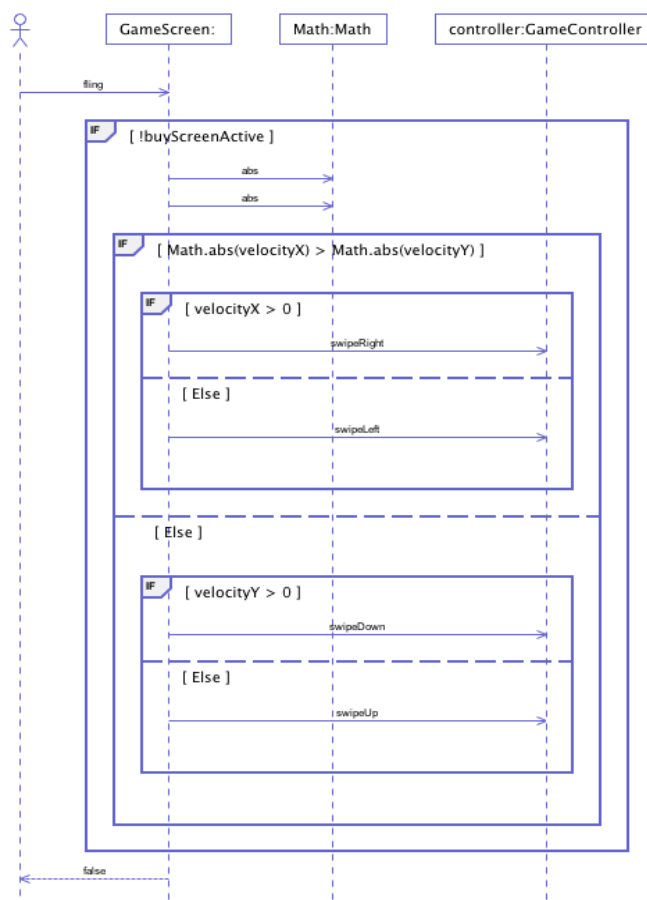 GameScreen: Math:Math controller:GameController
fling
IF [ !buyScreenActive ]
abs
abs
IF [ Math.abs(velocityX) > Math.abs(velocityY) ]
IF [ velocityX > 0 ]
swipeRight
[ Else ]
swipeLeft
[ Else ]
IF [ velocityY > 0 ]
swipeDown
[ Else ]
swipeUp
false